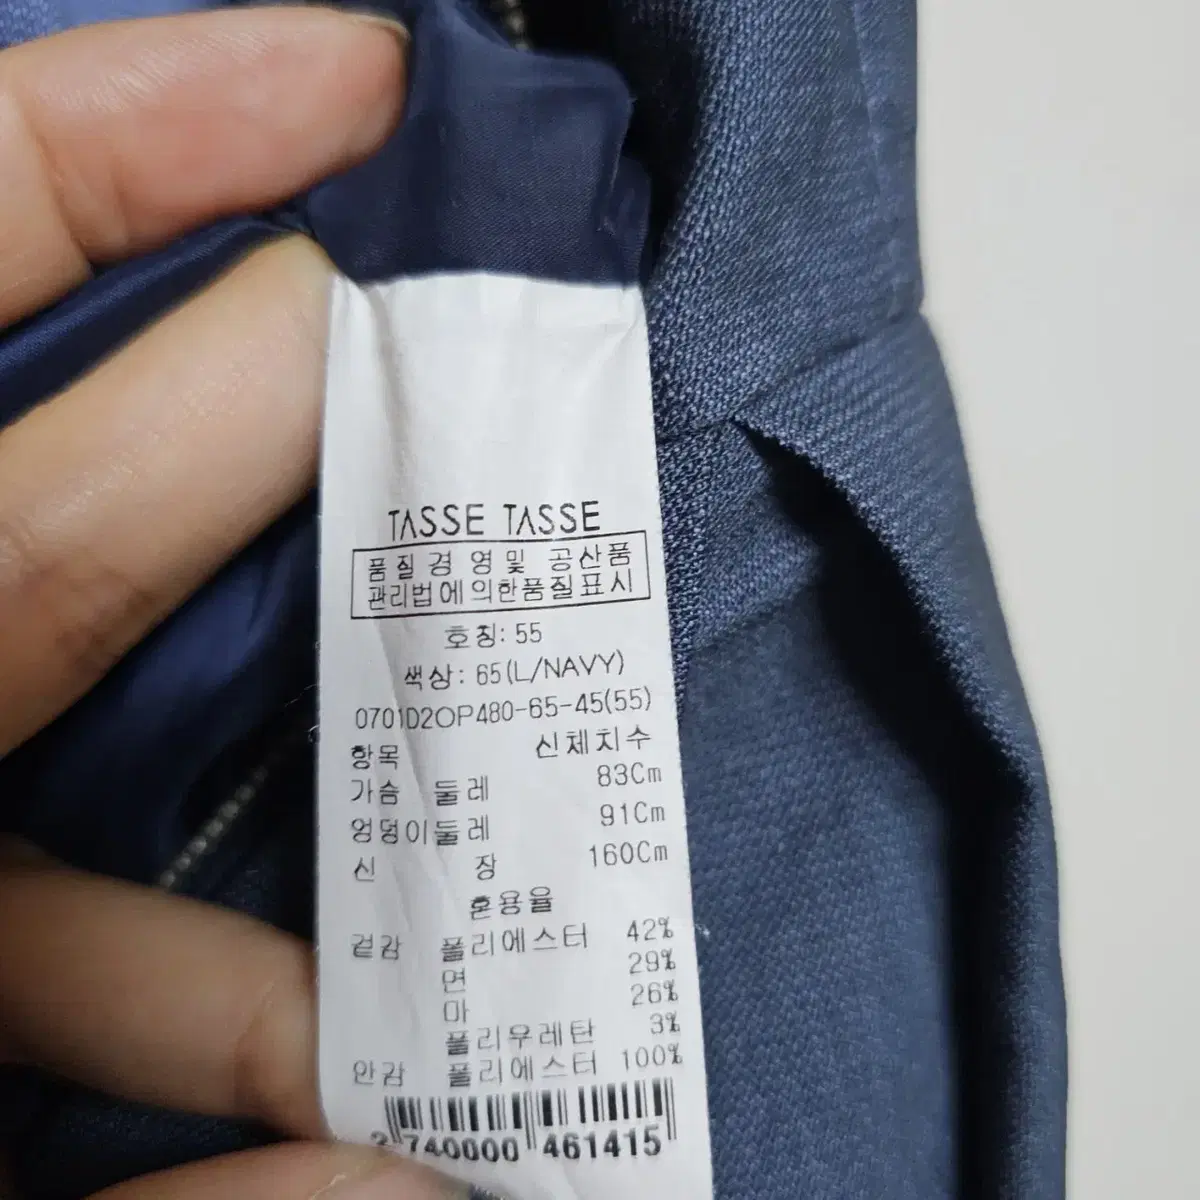 TASSE TASSE
품질경영및 공산품
관리법에의한품질표시
호칭: 55
색상: 65(L/NAVY)
0701D2OP480-65-45(55)
항목 신체치수
가슴 둘레 83Cm
엉덩이둘레 91Cm
신 장 160Cm
혼용율
겉감 폴리에스터 42%
면 29%
마 26%
폴리우레탄 3%
안감 폴리에스터 100%
2 740000 461415